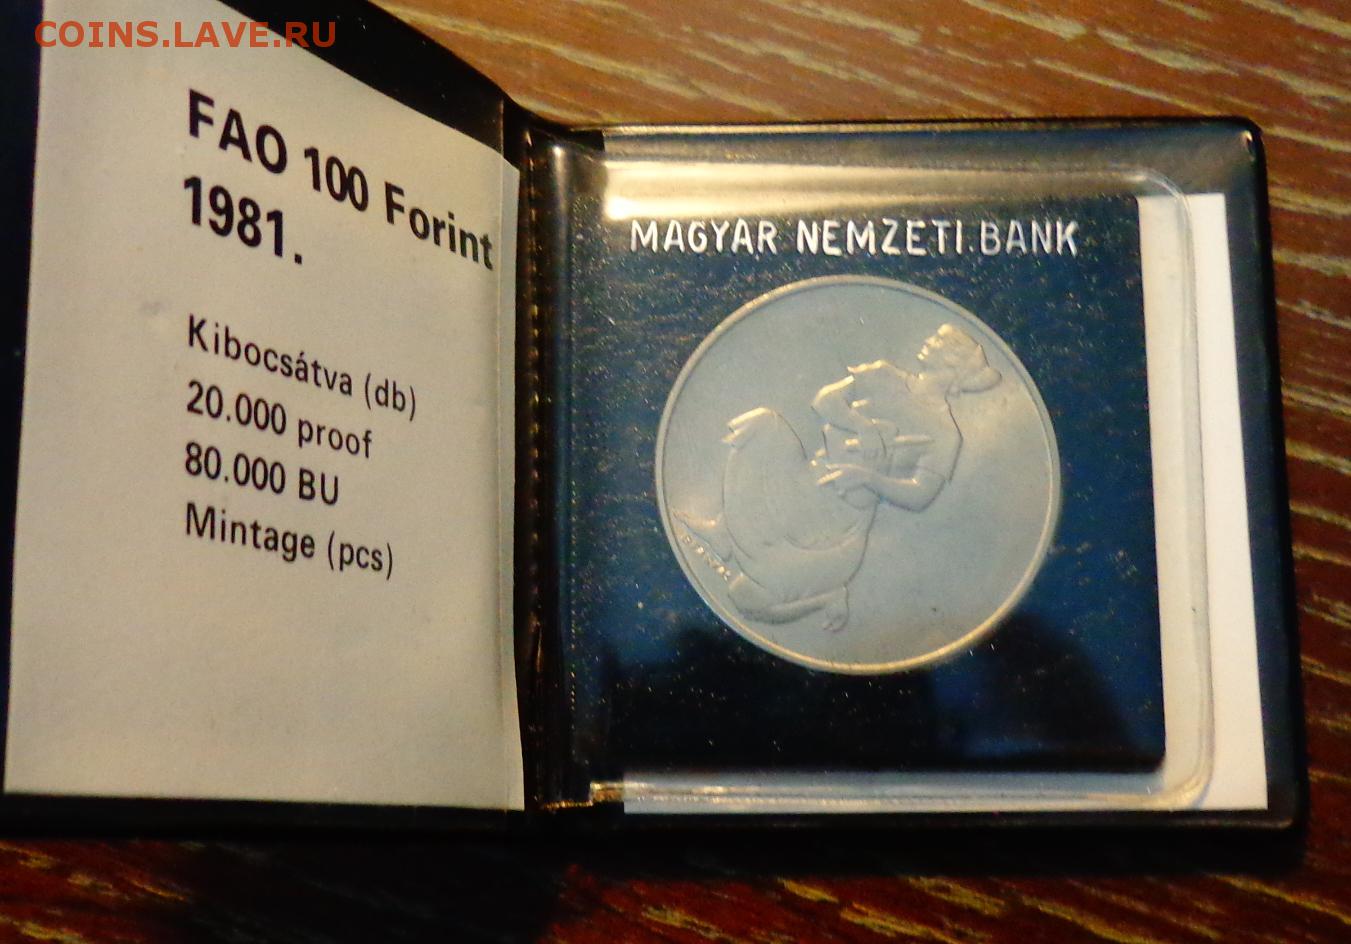 COINS.LAVE.RU
FAO 100 Forint
1981.
Kibocsátva (db)
20.000 proof
80.000 BU
Mintage (pcs)
MAGYAR NEMZETI BANK